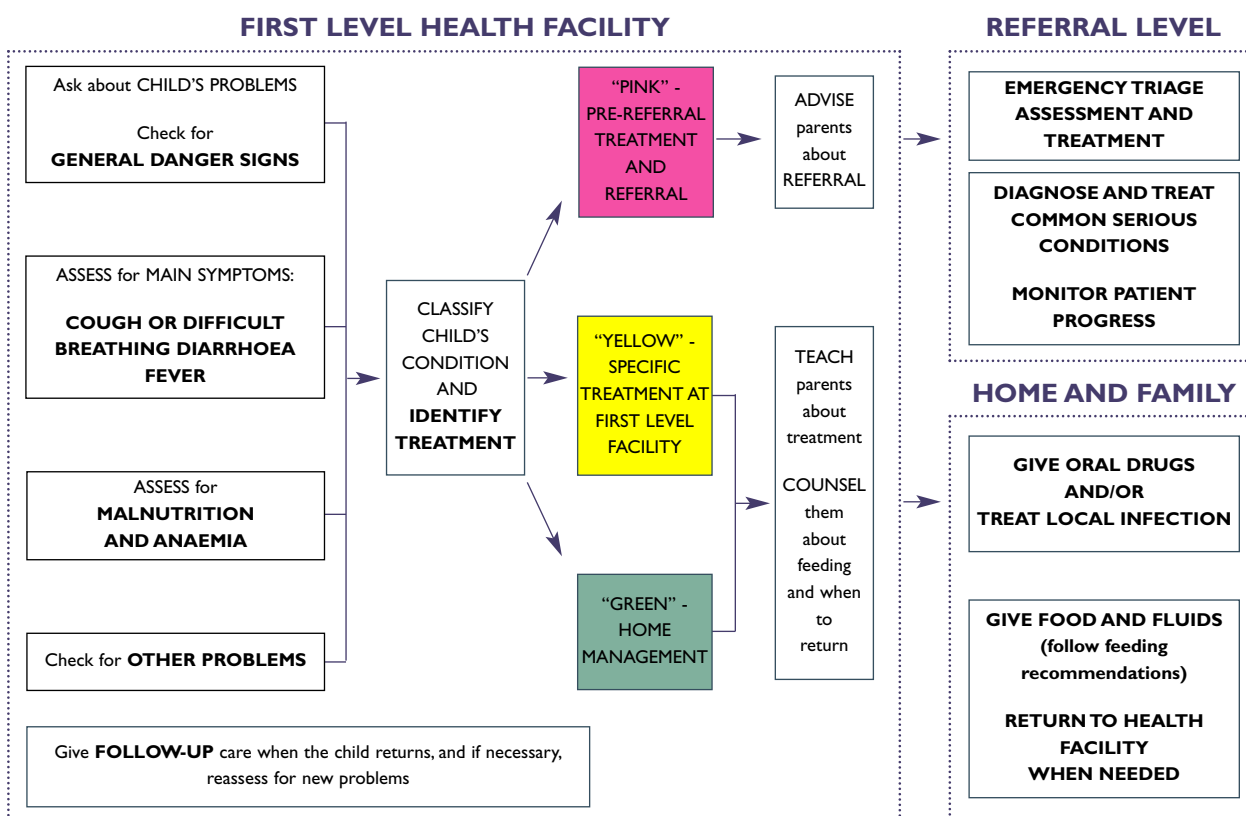 FIRST LEVEL HEALTH FACILITY
Ask about CHILD'S PROBLEMS
Check for
GENERAL DANGER SIGNS
ASSESS for MAIN SYMPTOMS:
COUGH OR DIFFICULT
BREATHING DIARRHOEA
FEVER
ASSESS for
MALNUTRITION
AND ANAEMIA
Check for OTHER PROBLEMS
Give FOLLOW-UP care when the child returns, and if necessary,
reassess for new problems
CLASSIFY
CHILD'S
CONDITION
AND
IDENTIFY
TREATMENT
“PINK” -
PRE-REFERRAL
TREATMENT
AND
REFERRAL
“YELLOW” -
SPECIFIC
TREATMENT AT
FIRST LEVEL
FACILITY
“GREEN” -
HOME
MANAGEMENT
ADVISE
parents
about
REFERRAL
TEACH
parents
about
treatment
COUNSEL
them
about
feeding
and when
to
return
REFERRAL LEVEL
EMERGENCY TRIAGE
ASSESSMENT AND
TREATMENT
DIAGNOSE AND TREAT
COMMON SERIOUS
CONDITIONS
MONITOR PATIENT
PROGRESS
HOME AND FAMILY
GIVE ORAL DRUGS
AND/OR
TREAT LOCAL INFECTION
GIVE FOOD AND FLUIDS
(follow feeding
recommendations)
RETURN TO HEALTH
FACILITY
WHEN NEEDED